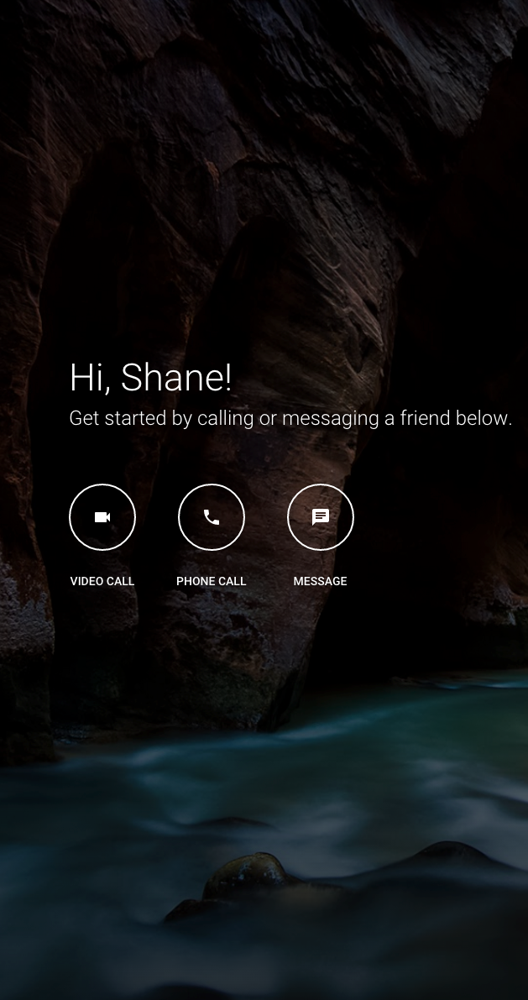 Hi, Shane!
Get started by calling or messaging a friend below.
VIDEO CALL PHONE CALL MESSAGE